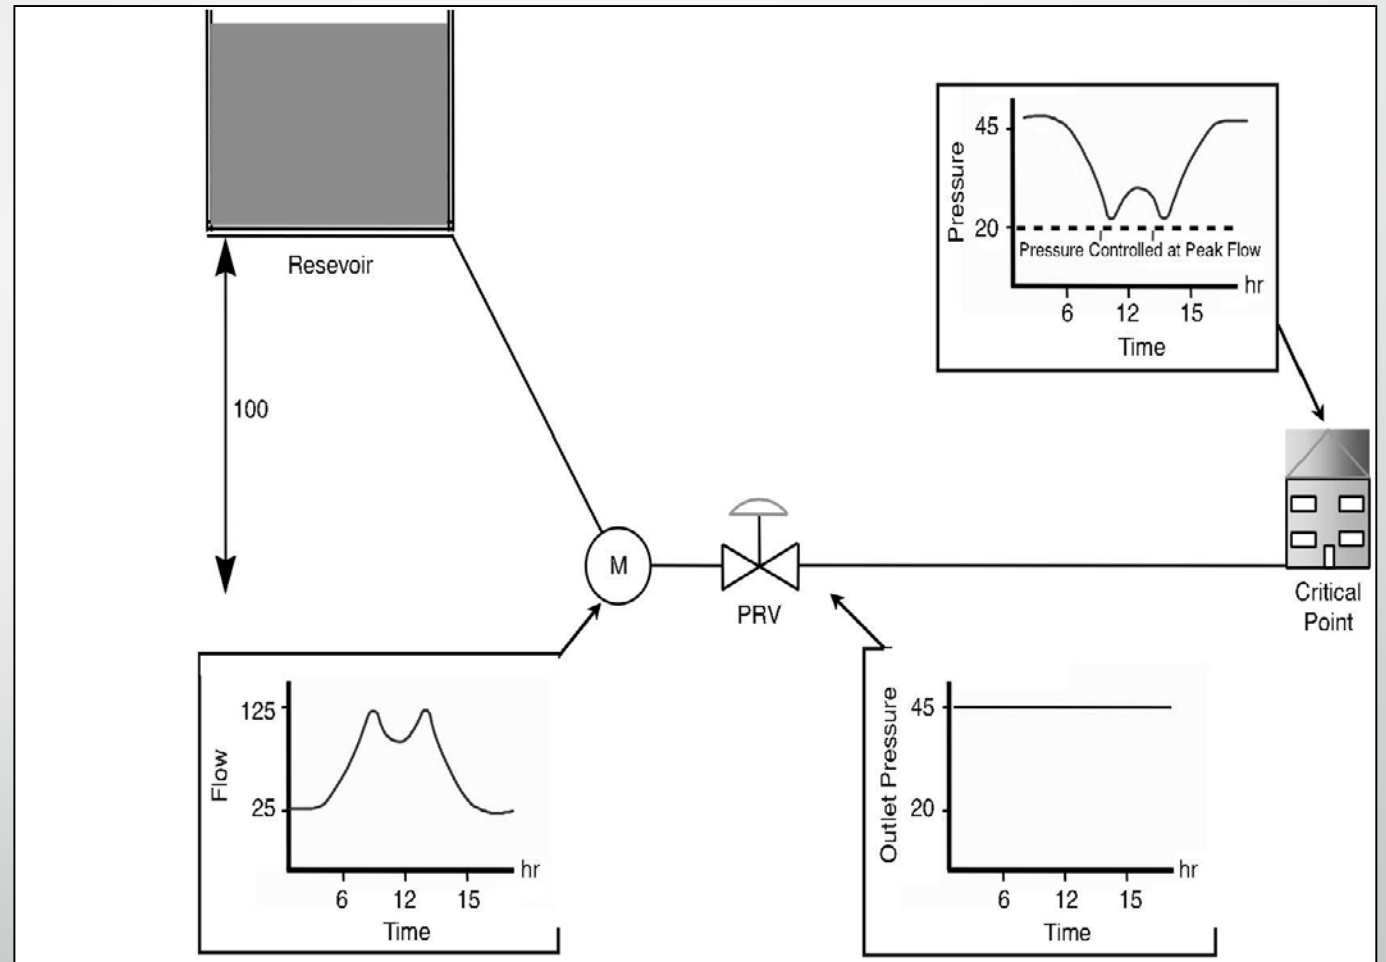 Resevoir
100
M
PRV
Critical
Point
Pressure
45
20
Pressure Controlled at Peak Flow
hr
6 12 15
Time
Flow
125
25
hr
6 12 15
Time
Outlet Pressure
45
20
hr
6 12 15
Time